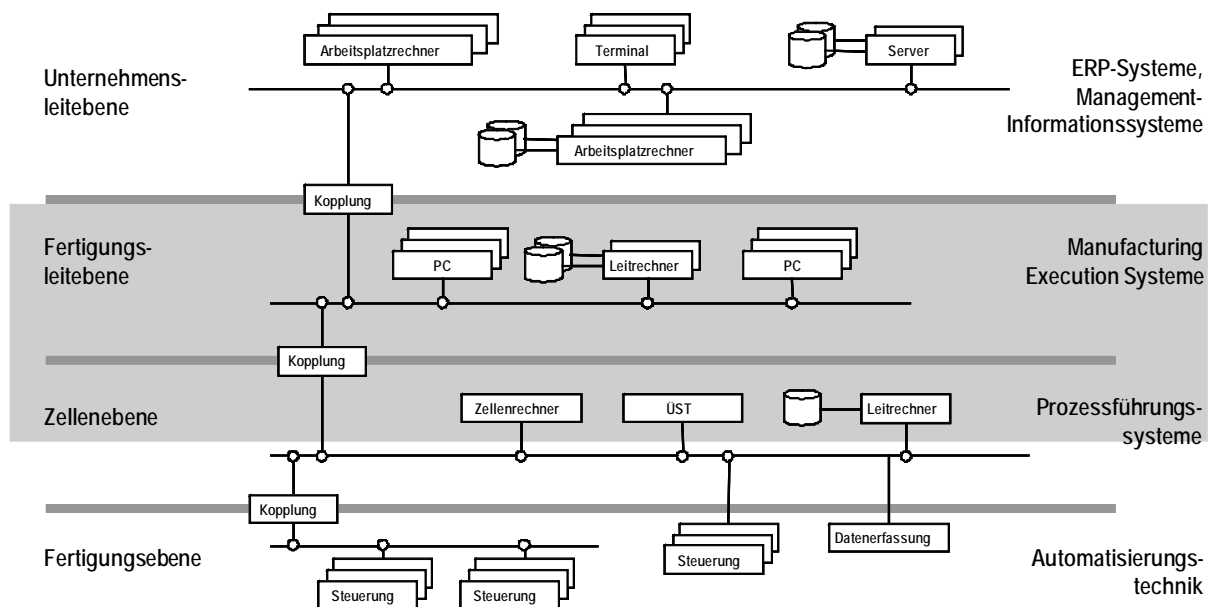 Arbeitsplatzrechner
Terminal
Server
Unternehmens-
leitebene
ERP-Systeme,
Management-
Informationssysteme
Arbeitsplatzrechner
Kopplung
Fertigungs-
leitebene
PC
Leitrechner
PC
Manufacturing
Execution Systeme
Kopplung
Zellenebene
Zellenrechner
ÜST
Leitrechner
Prozessführungs-
systeme
Kopplung
Fertigungsebene
Steuerung
Steuerung
Steuerung
Datenerfassung
Automatisierungs-
technik